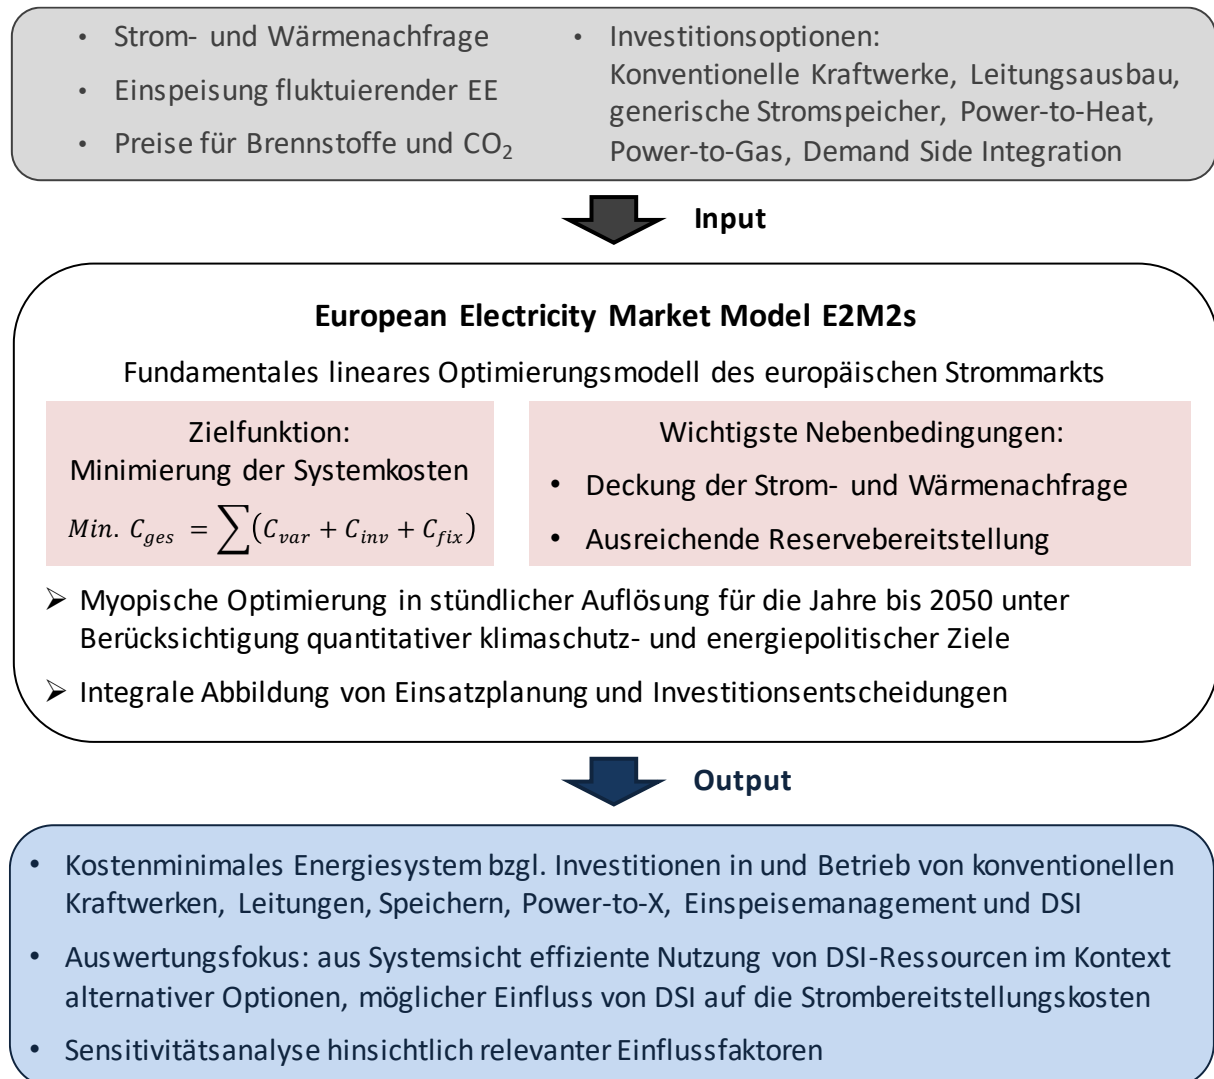 • Strom- und Wärmenachfrage
• Einspeisung fluktuierender EE
• Preise für Brennstoffe und CO₂
• Investitionsoptionen:
Konventionelle Kraftwerke, Leitungsausbau,
generische Stromspeicher, Power-to-Heat,
Power-to-Gas, Demand Side Integration
Input
European Electricity Market Model E2M2s
Fundamentales lineares Optimierungsmodell des europäischen Strommarkts
Zielfunktion:
Minimierung der Systemkosten
Min. C_ges = ∑(C_var + C_inv + C_fix)
Wichtigste Nebenbedingungen:
• Deckung der Strom- und Wärmenachfrage
• Ausreichende Reservebereitstellung
➢ Myopische Optimierung in stündlicher Auflösung für die Jahre bis 2050 unter
Berücksichtigung quantitativer klimaschutz- und energiepolitischer Ziele
➢ Integrale Abbildung von Einsatzplanung und Investitionsentscheidungen
Output
• Kostenminimales Energiesystem bzgl. Investitionen in und Betrieb von konventionellen
Kraftwerken, Leitungen, Speichern, Power-to-X, Einspeisemanagement und DSI
• Auswertungsfokus: aus Systemsicht effiziente Nutzung von DSI-Ressourcen im Kontext
alternativer Optionen, möglicher Einfluss von DSI auf die Strombereitstellungskosten
• Sensitivitätsanalyse hinsichtlich relevanter Einflussfaktoren